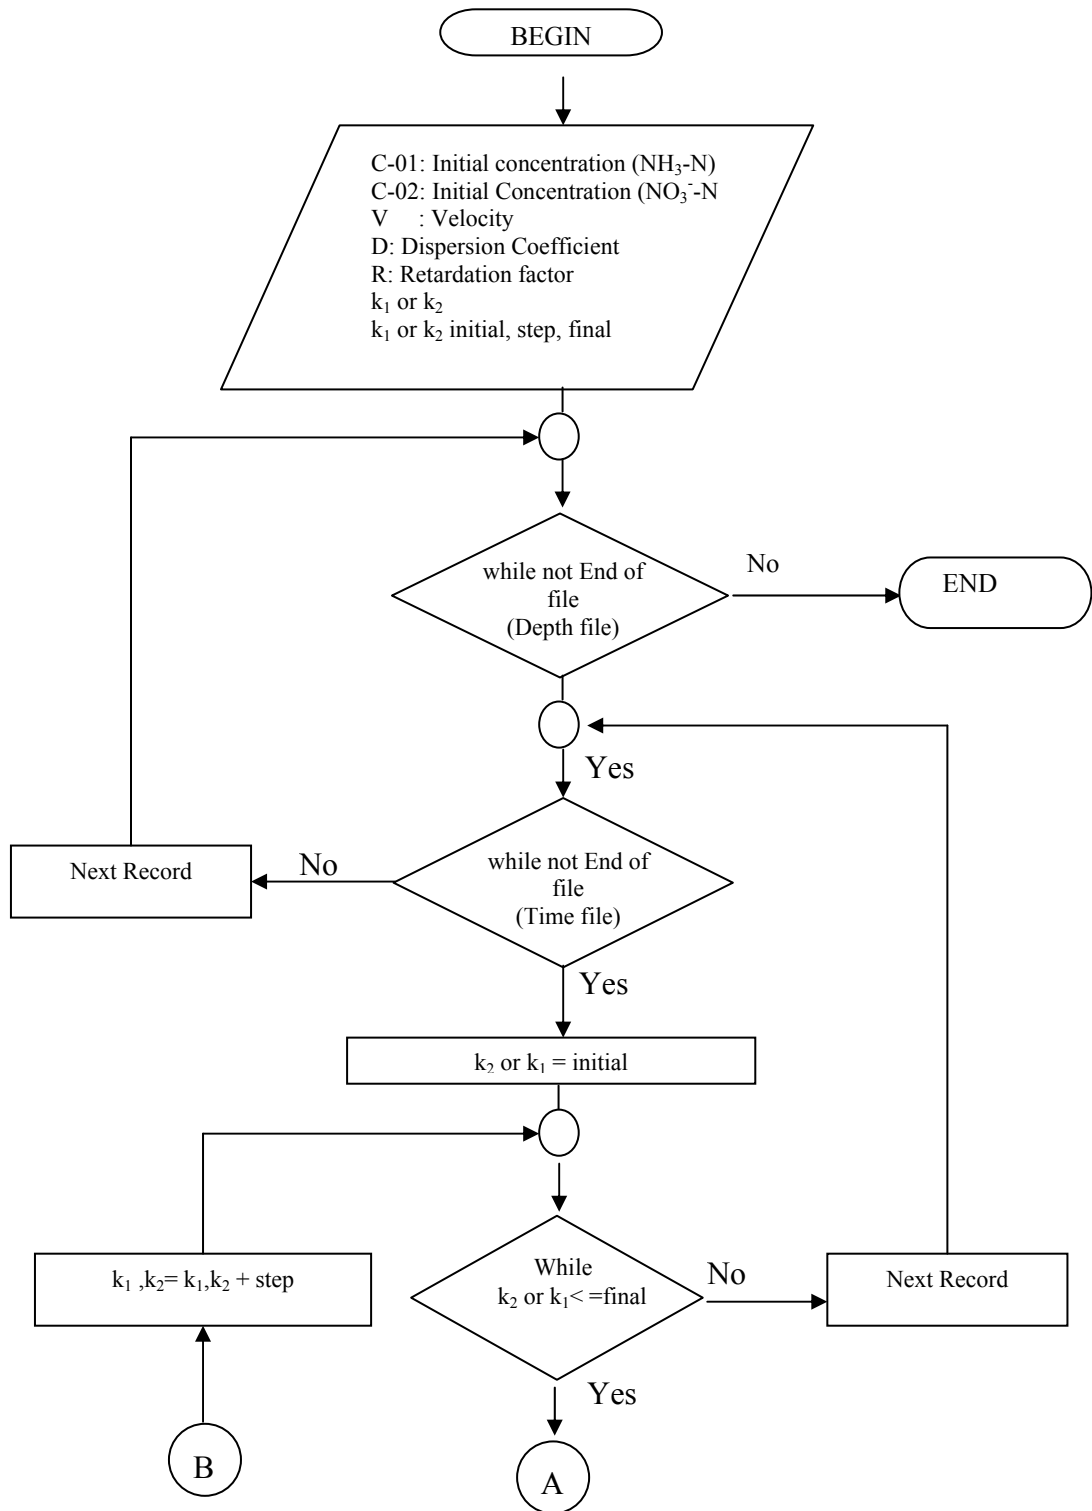 BEGIN
C-01: Initial concentration (NH₃-N)
C-02: Initial Concentration (NO₃⁻-N
V : Velocity
D: Dispersion Coefficient
R: Retardation factor
k₁ or k₂
k₁ or k₂ initial, step, final
while not End of
file
(Depth file)
No
END
Yes
while not End of
file
(Time file)
No
Next Record
Yes
k₂ or k₁ = initial
k₁ ,k₂= k₁,k₂ + step
While
k₂ or k₁< =final
No
Next Record
Yes
B
A